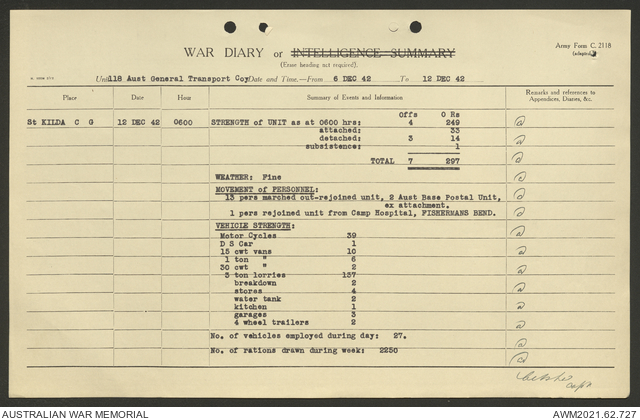 WAR DIARY or INTELLIGENCE SUMMARY
Army Form C. 2118
(adapted)
(Erase heading not required).
Unit 118 Aust General Transport Coy Date and Time.—From 6 DEC 42 To 12 DEC 42
Place Date Hour Summary of Events and Information Remarks and references to Appendices, Diaries, &c.
Offs O Rs
St KILDA C G 12 DEC 42 0600 STRENGTH of UNIT as at 0600 hrs: 4 249
attached: 33
detached: 3 14
subsistence: 1
TOTAL 7 297
WEATHER: Fine
MOVEMENT of PERSONNEL:
13 pers marched out-rejoined unit, 2 Aust Base Postal Unit,
ex attachment.
1 pers rejoined unit from Camp Hospital, FISHERMANS BEND.
VEHICLE STRENGTH:
Motor Cycles 39
D S Car 1
15 cwt vans 10
1 ton " 6
30 cwt " 2
3 ton lorries 137
breakdown 2
stores 4
water tank 2
kitchen 1
garages 3
4 wheel trailers 2
No. of vehicles employed during day: 27.
No. of rations drawn during week: 2250
Capt
AUSTRALIAN WAR MEMORIAL
AWM2021.62.727